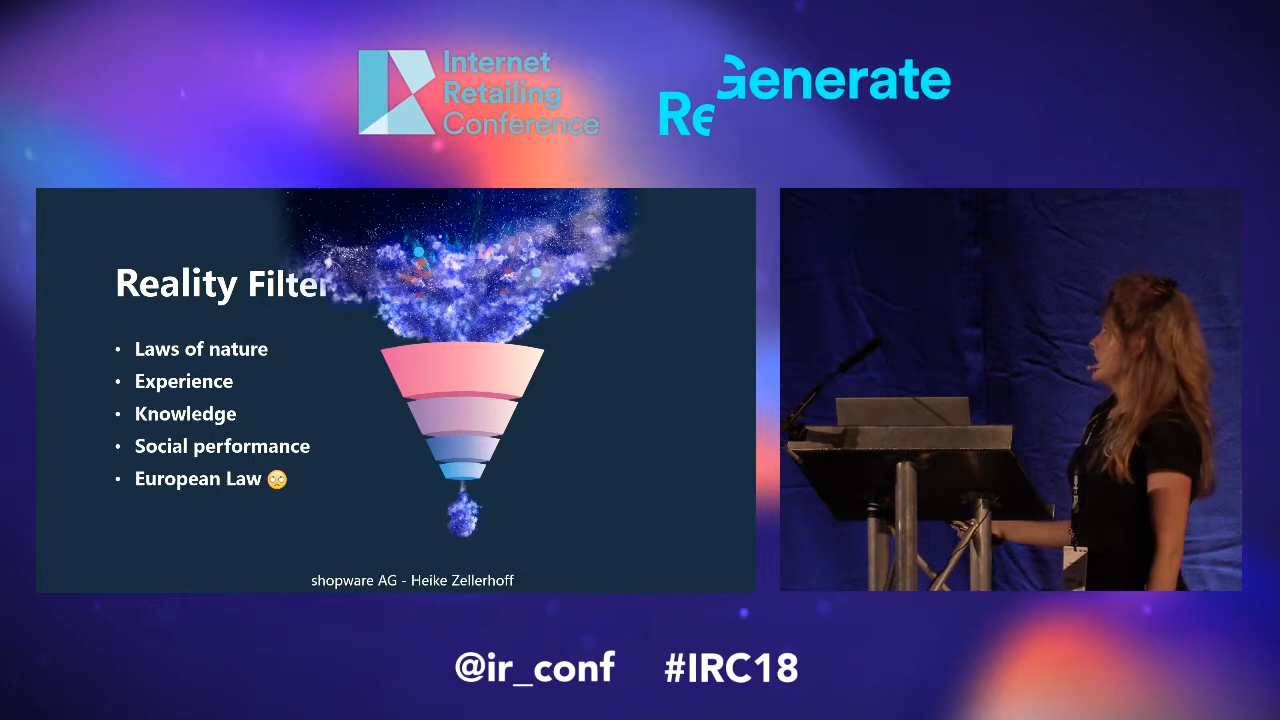 Internet
Retailing
Conference
ReGenerate
Reality Filter
• Laws of nature
• Experience
• Knowledge
• Social performance
• European Law 🙄
shopware AG - Heike Zellerhoff
@ir_conf #IRC18